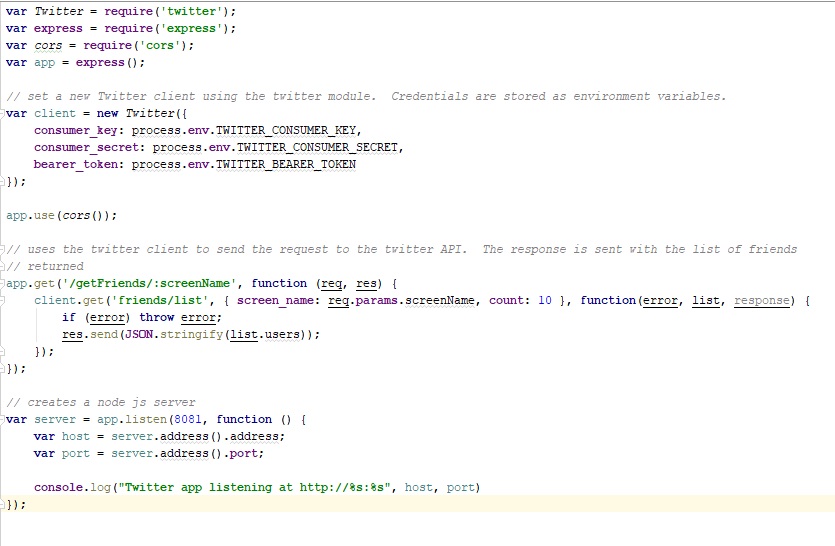 var Twitter = require('twitter');
var express = require('express');
var cors = require('cors');
var app = express();
// set a new Twitter client using the twitter module.  Credentials are stored as environment variables.
var client = new Twitter({
    consumer_key: process.env.TWITTER_CONSUMER_KEY,
    consumer_secret: process.env.TWITTER_CONSUMER_SECRET,
    bearer_token: process.env.TWITTER_BEARER_TOKEN
});
app.use(cors());
// uses the twitter client to send the request to the twitter API.  The response is sent with the list of friends
// returned
app.get('/getFriends/:screenName', function (req, res) {
    client.get('friends/list', { screen_name: req.params.screenName, count: 10 }, function(error, list, response) {
        if (error) throw error;
        res.send(JSON.stringify(list.users));
    });
});
// creates a node js server
var server = app.listen(8081, function () {
    var host = server.address().address;
    var port = server.address().port;
    console.log("Twitter app listening at http://%s:%s", host, port)
});